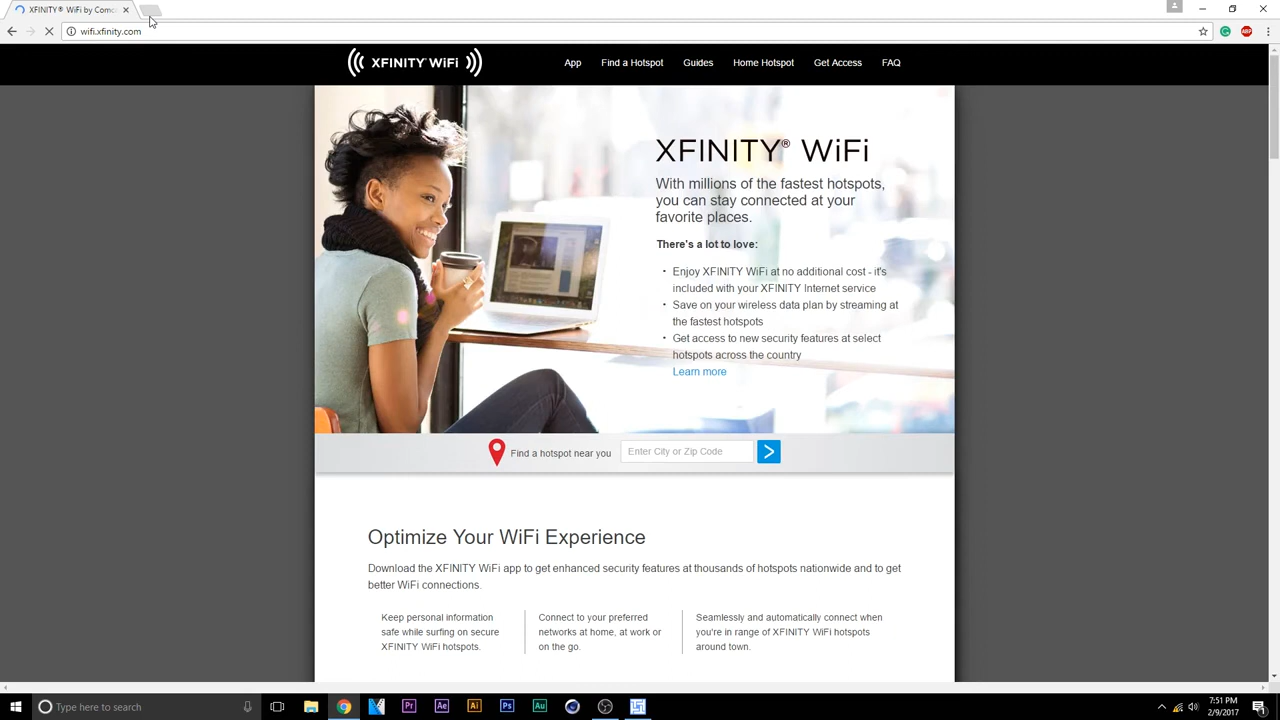 XFINITY® WiFi by Comc
wifi.xfinity.com
ABP
XFINITY WiFi
App
Find a Hotspot
Guides
Home Hotspot
Get Access
FAQ
XFINITY® WiFi
With millions of the fastest hotspots,
you can stay connected at your
favorite places.
There's a lot to love:
• Enjoy XFINITY WiFi at no additional cost - it's
included with your XFINITY Internet service
• Save on your wireless data plan by streaming at
the fastest hotspots
• Get access to new security features at select
hotspots across the country
Learn more
Find a hotspot near you
Enter City or Zip Code
Optimize Your WiFi Experience
Download the XFINITY WiFi app to get enhanced security features at thousands of hotspots nationwide and to get
better WiFi connections.
Keep personal information
safe while surfing on secure
XFINITY WiFi hotspots.
Connect to your preferred
networks at home, at work or
on the go.
Seamlessly and automatically connect when
you're in range of XFINITY WiFi hotspots
around town.
Type here to search
Pr
Ae
Ai
Ps
Au
7:51 PM
2/9/2017
1